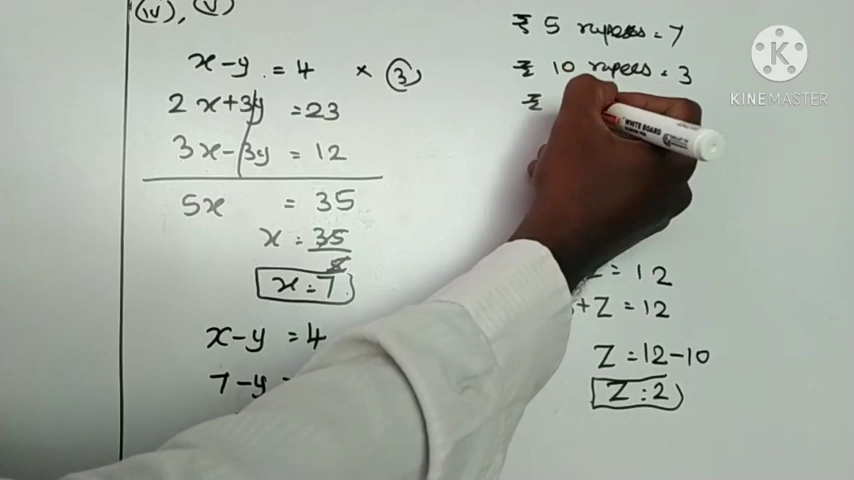 (iv), (v)
x-y = 4 × (3)
2x+3y = 23
3x-3y = 12
5x = 35
x = 35
x = 7
x-y = 4
7-y =
₹ 5 rupees = 7
₹ 10 rupees = 3
₹
= 12
+z = 12
z = 12-10
z = 2
KINEMASTER
WHITE BOARD